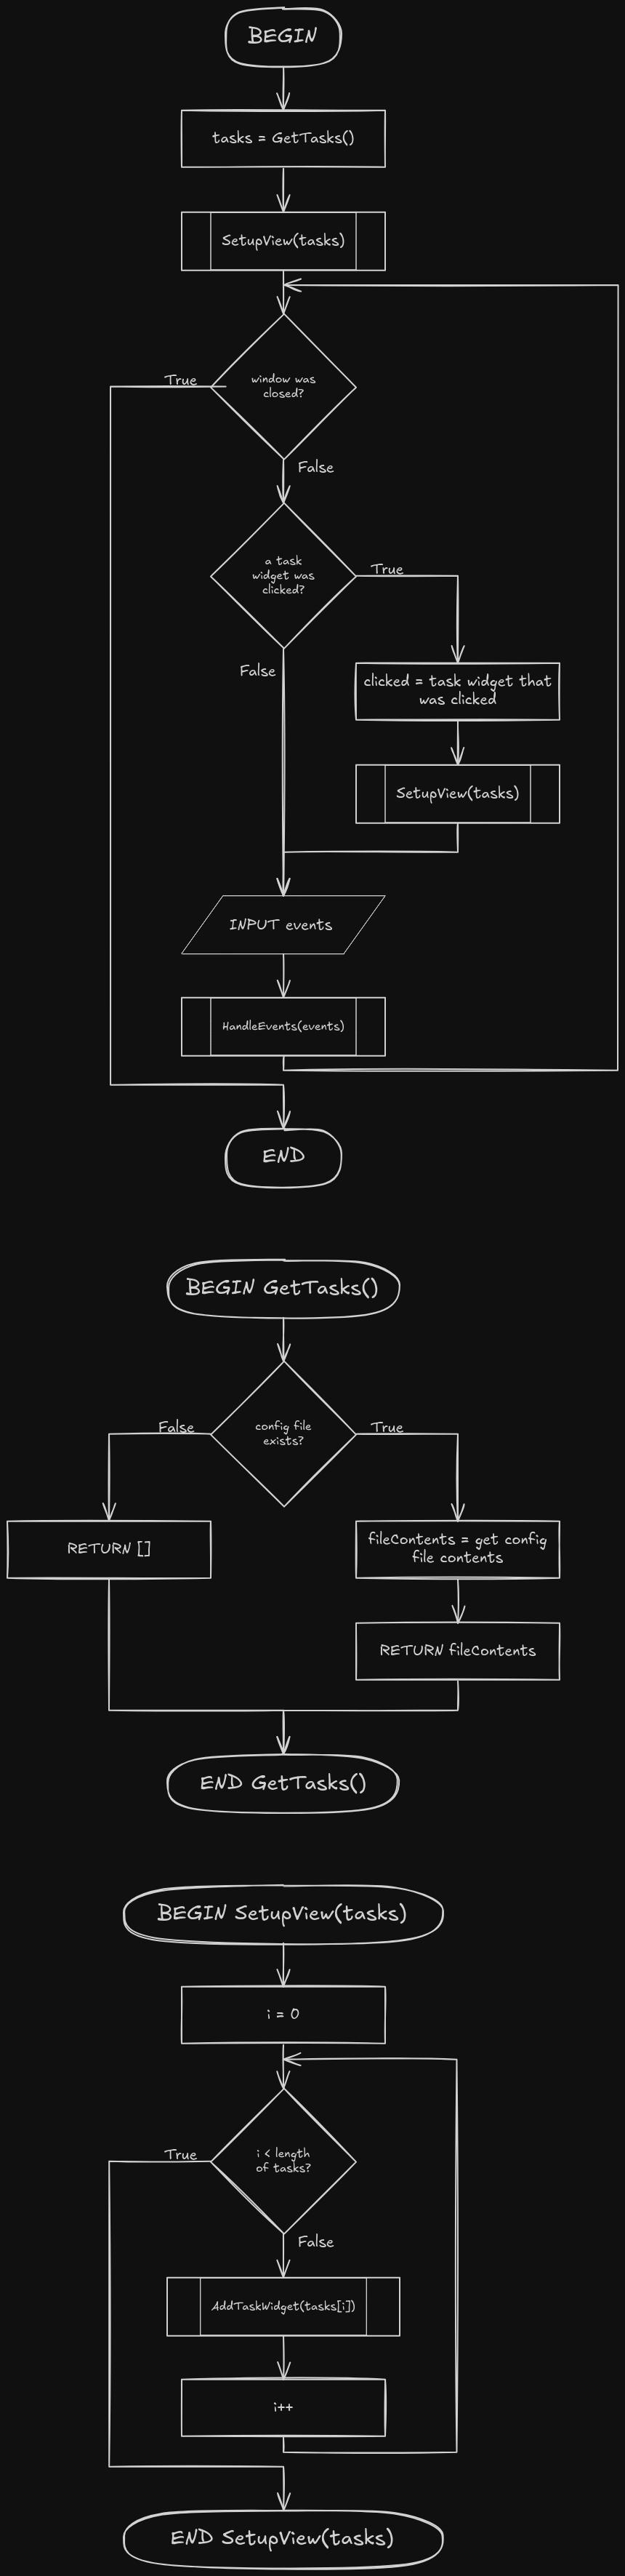 BEGIN
tasks = GetTasks()
SetupView(tasks)
True
window was
closed?
False
a task
widget was
clicked?
True
False
clicked = task widget that
was clicked
SetupView(tasks)
INPUT events
HandleEvents(events)
END
BEGIN GetTasks()
False
config file
exists?
True
RETURN []
fileContents = get config
file contents
RETURN fileContents
END GetTasks()
BEGIN SetupView(tasks)
i = 0
True
i < length
of tasks?
False
AddTaskWidget(tasks[i])
i++
END SetupView(tasks)